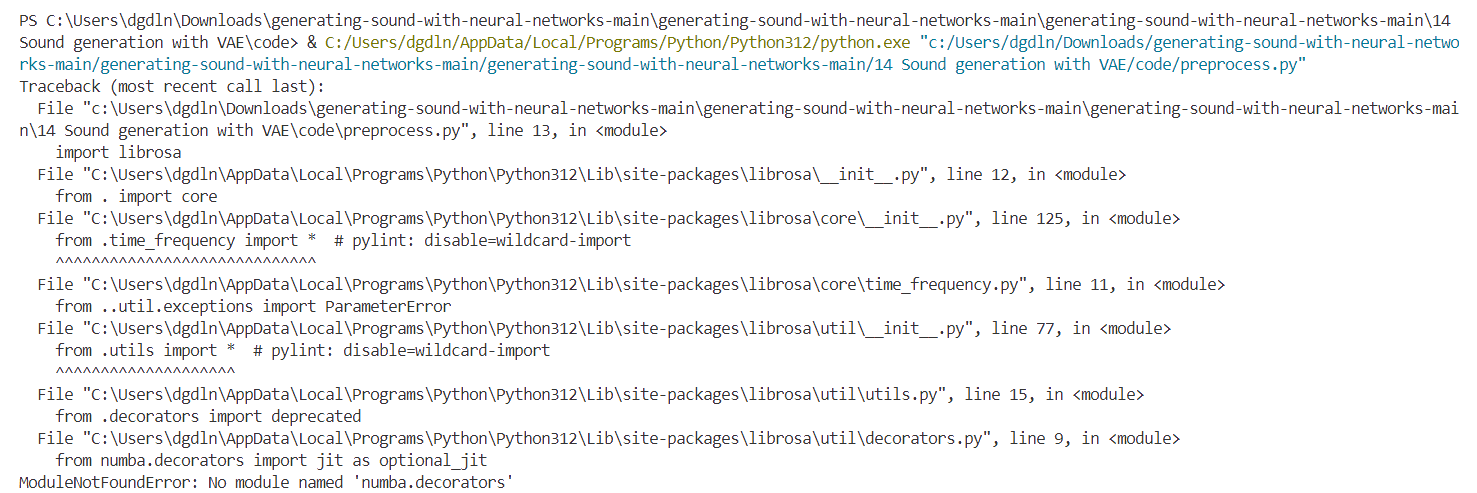 PS C:\Users\dgdln\Downloads\generating-sound-with-neural-networks-main\generating-sound-with-neural-networks-main\generating-sound-with-neural-networks-main\14
Sound generation with VAE\code> & C:/Users/dgdln/AppData/Local/Programs/Python/Python312/python.exe "c:/Users/dgdln/Downloads/generating-sound-with-neural-netwo
rks-main/generating-sound-with-neural-networks-main/generating-sound-with-neural-networks-main/14 Sound generation with VAE/code/preprocess.py"
Traceback (most recent call last):
  File "c:\Users\dgdln\Downloads\generating-sound-with-neural-networks-main\generating-sound-with-neural-networks-main\generating-sound-with-neural-networks-mai
n\14 Sound generation with VAE\code\preprocess.py", line 13, in <module>
    import librosa
  File "C:\Users\dgdln\AppData\Local\Programs\Python\Python312\Lib\site-packages\librosa\__init__.py", line 12, in <module>
    from . import core
  File "C:\Users\dgdln\AppData\Local\Programs\Python\Python312\Lib\site-packages\librosa\core\__init__.py", line 125, in <module>
    from .time_frequency import *  # pylint: disable=wildcard-import
    ^^^^^^^^^^^^^^^^^^^^^^^^^^^^^
  File "C:\Users\dgdln\AppData\Local\Programs\Python\Python312\Lib\site-packages\librosa\core\time_frequency.py", line 11, in <module>
    from ..util.exceptions import ParameterError
  File "C:\Users\dgdln\AppData\Local\Programs\Python\Python312\Lib\site-packages\librosa\util\__init__.py", line 77, in <module>
    from .utils import *  # pylint: disable=wildcard-import
    ^^^^^^^^^^^^^^^^^^^^
  File "C:\Users\dgdln\AppData\Local\Programs\Python\Python312\Lib\site-packages\librosa\util\utils.py", line 15, in <module>
    from .decorators import deprecated
  File "C:\Users\dgdln\AppData\Local\Programs\Python\Python312\Lib\site-packages\librosa\util\decorators.py", line 9, in <module>
    from numba.decorators import jit as optional_jit
ModuleNotFoundError: No module named 'numba.decorators'